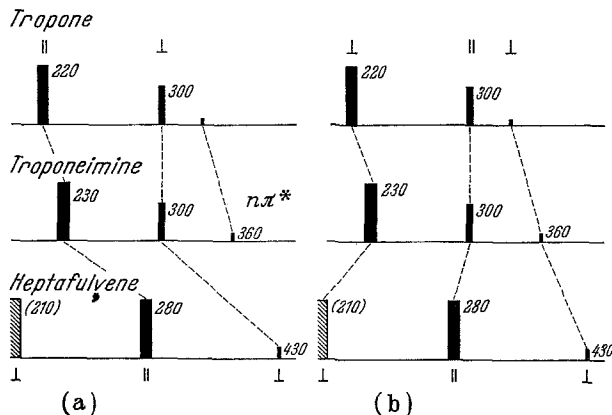 Tropone
|| ⊥ ⊥ || ⊥
220 220
300 300
Troponeimine
230 nπ* 230
300 300
360 360
Heptafulvene
(210) 280 (210) 280
430 430
⊥ || ⊥ ⊥ || ⊥
(a) (b)